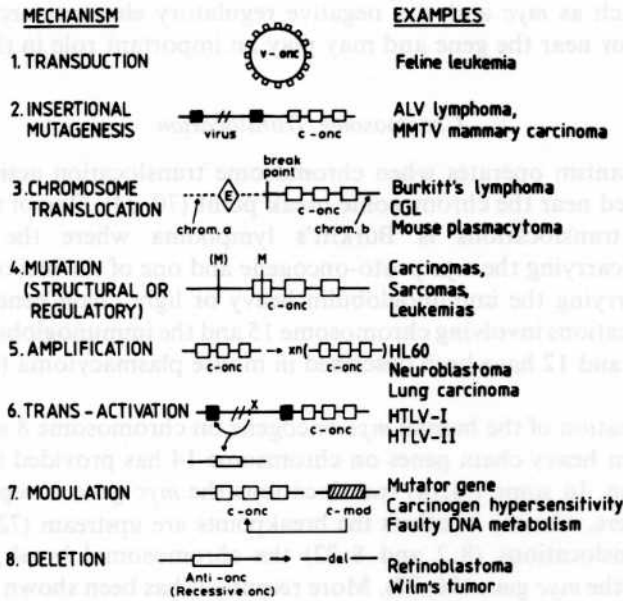 MECHANISM EXAMPLES
1. TRANSDUCTION v-onc Feline leukemia
2. INSERTIONAL MUTAGENESIS virus c-onc ALV lymphoma, MMTV mammary carcinoma
break point
3. CHROMOSOME TRANSLOCATION E c-onc chrom. a chrom. b Burkitt's lymphoma CGL Mouse plasmacytoma
4. MUTATION (STRUCTURAL OR REGULATORY) (M) M c-onc Carcinomas, Sarcomas, Leukemias
5. AMPLIFICATION c-onc xn( c-onc ) HL60 Neuroblastoma Lung carcinoma
6. TRANS-ACTIVATION x c-onc HTLV-I HTLV-II
7. MODULATION c-onc c-mod Mutator gene Carcinogen hypersensitivity Faulty DNA metabolism
8. DELETION Anti-onc (Recessive onc) del Retinoblastoma Wilm's tumor